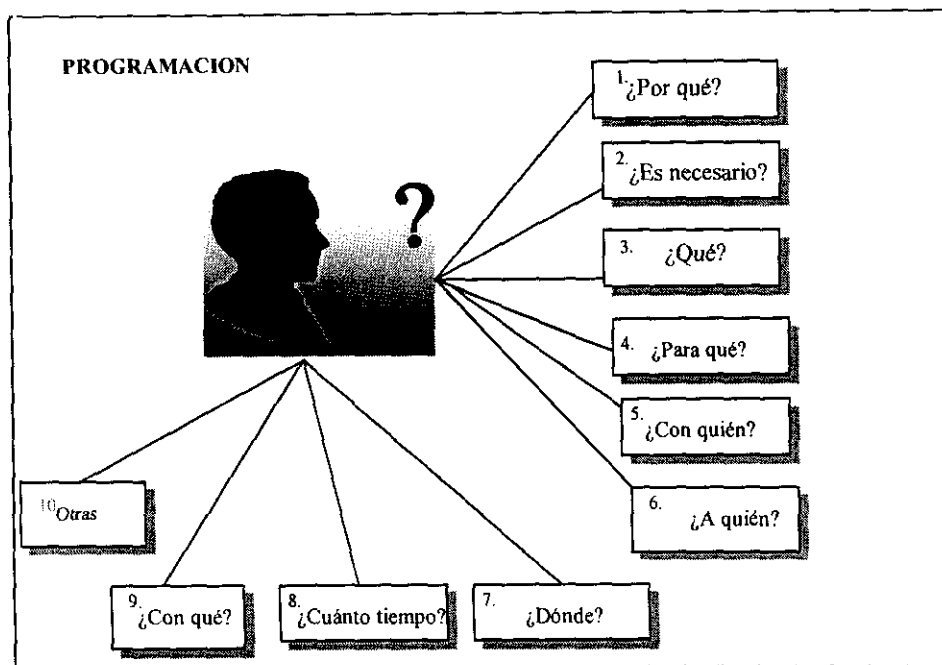 PROGRAMACION
1. ¿Por qué?
2. ¿Es necesario?
?
3. ¿Qué?
4. ¿Para qué?
5. ¿Con quién?
6. ¿A quién?
7. ¿Dónde?
8. ¿Cuánto tiempo?
9. ¿Con qué?
10 Otras